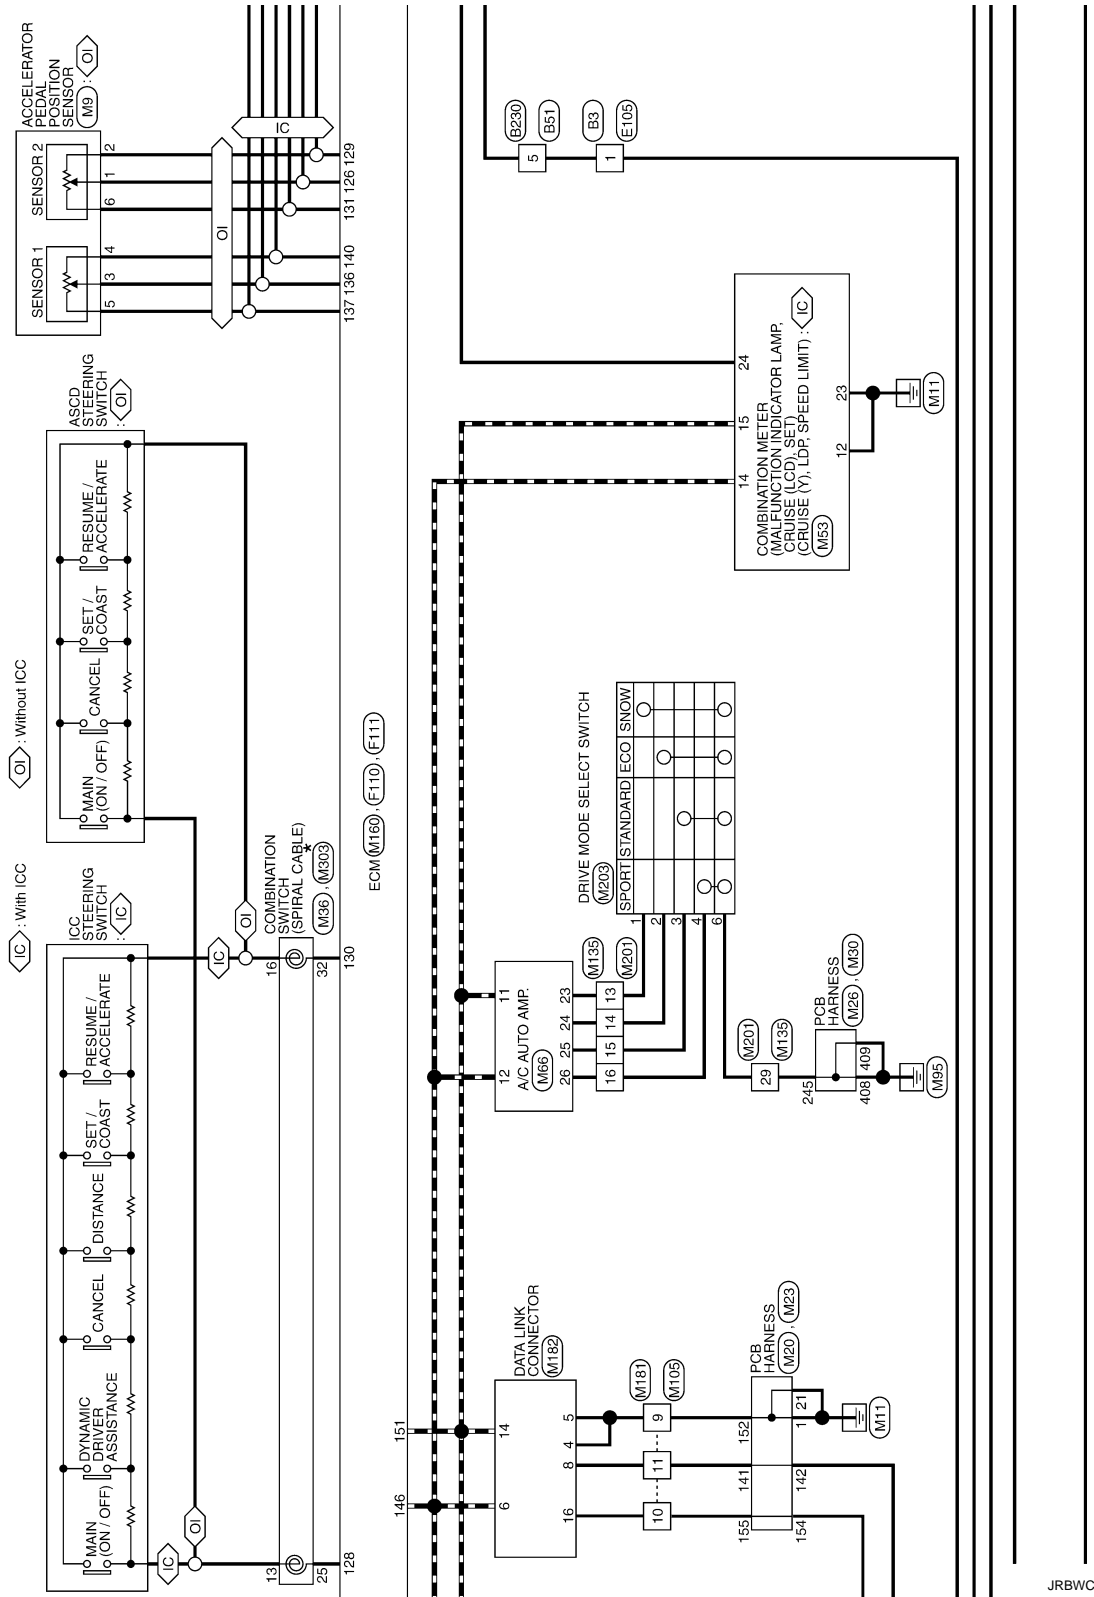 IC : With ICC
OI : Without ICC
ICC
STEERING
SWITCH
: IC
MAIN
(ON / OFF)
DYNAMIC
DRIVER
ASSISTANCE
CANCEL
DISTANCE
SET /
COAST
RESUME /
ACCELERATE
ASCD
STEERING
SWITCH
: OI
MAIN
(ON / OFF)
CANCEL
SET /
COAST
RESUME /
ACCELERATE
ACCELERATOR
PEDAL
POSITION
SENSOR
M9 : OI
SENSOR 1
SENSOR 2
5 3 4 6 1 2
OI
IC
137 136 140 131 126 129
IC
OI
IC
OI
COMBINATION
SWITCH
(SPIRAL CABLE)
*
M36 , M303
13 16
25 32
128 130
ECM M160 , F110 , F111
146 151
DATA LINK
CONNECTOR
M182
6 14
16 8 4 5
M181
M105
10 11 9
PCB
HARNESS
M20 , M23
155 141 152
154 142 1 21
M11
A/C AUTO AMP.
M66
12 11
26 25 24 23
M135
M201
16 15 14 13
DRIVE MODE SELECT SWITCH
M203
SPORT STANDARD ECO SNOW
1
2
3
4
6
M201
M135
29
PCB
HARNESS
M26 , M30
245
408 409
M95
14 15 24
COMBINATION METER
(MALFUNCTION INDICATOR LAMP,
CRUISE (LCD), SET)
(CRUISE (Y), LDP, SPEED LIMIT) : IC
M53
12 23
M11
B230
5
B51
B3
1
E105
JRBWC